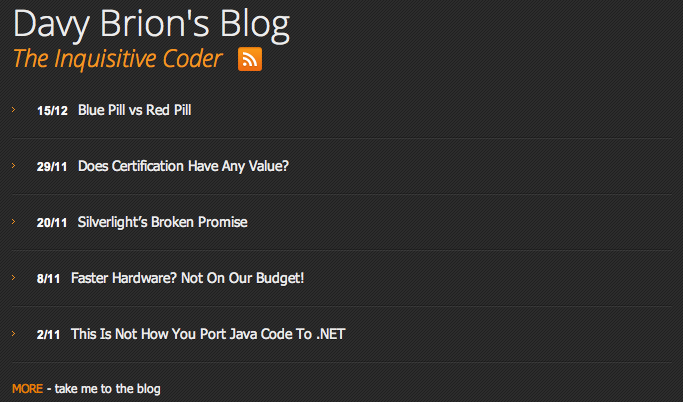 Davy Brion's Blog
The Inquisitive Coder
15/12 Blue Pill vs Red Pill
29/11 Does Certification Have Any Value?
20/11 Silverlight’s Broken Promise
8/11 Faster Hardware? Not On Our Budget!
2/11 This Is Not How You Port Java Code To .NET
MORE - take me to the blog